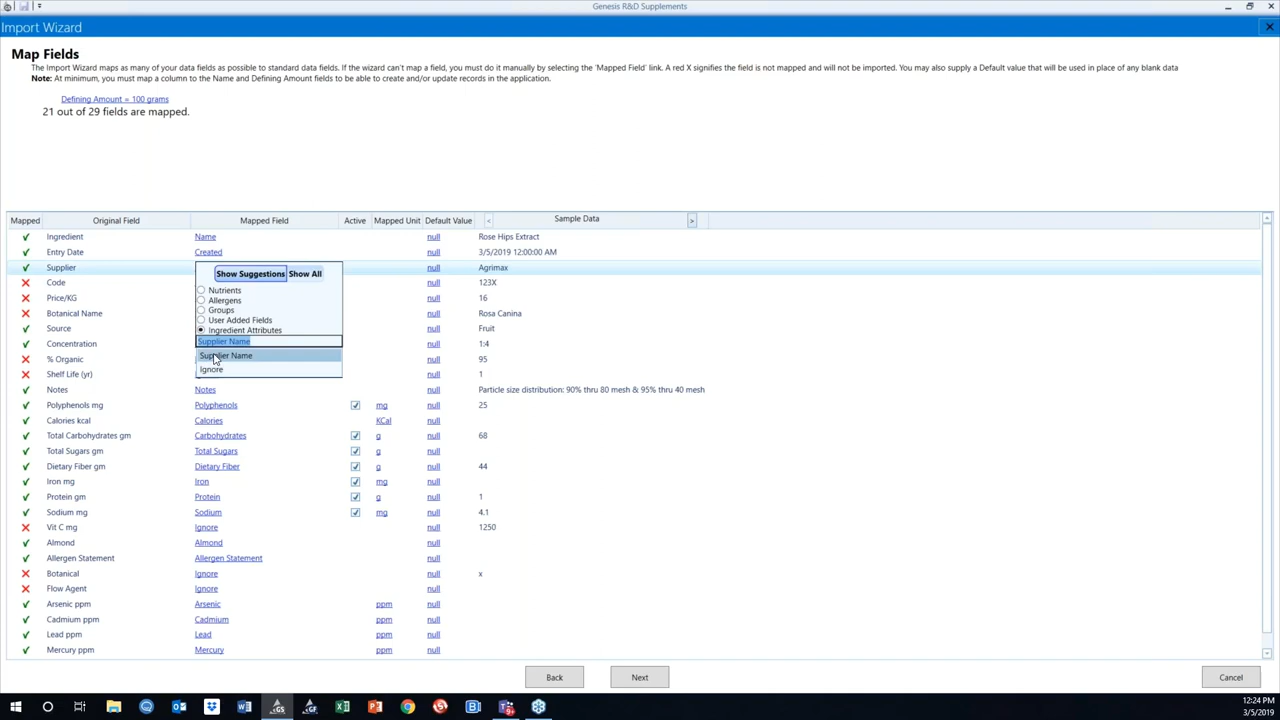 Genesis R&D Supplements
Import Wizard
Map Fields
The Import Wizard maps as many of your data fields as possible to standard data fields. If the wizard can't map a field, you must do it manually by selecting the 'Mapped Field' link. A red X signifies the field is not mapped and will not be imported. You may also supply a Default value that will be used in place of any blank data
Note: At minimum, you must map a column to the Name and Defining Amount fields to be able to create and/or update records in the application.
Defining Amount = 100 grams
21 out of 29 fields are mapped.
Mapped Original Field Mapped Field Active Mapped Unit Default Value < Sample Data >
Ingredient Name null Rose Hips Extract
Entry Date Created null 3/5/2019 12:00:00 AM
Supplier null Agrimax
Show Suggestions Show All
Code null 123X
Nutrients
Price/KG null 16
Allergens
Groups
Botanical Name null Rosa Canina
User Added Fields
Source null Fruit
Ingredient Attributes
Concentration Supplier Name null 1:4
% Organic Supplier Name null 95
Shelf Life (yr) Ignore null 1
Notes Notes null Particle size distribution: 90% thru 80 mesh & 95% thru 40 mesh
Polyphenols mg Polyphenols mg null 25
Calories kcal Calories KCal null
Total Carbohydrates gm Carbohydrates g null 68
Total Sugars gm Total Sugars g null
Dietary Fiber gm Dietary Fiber g null 44
Iron mg Iron mg null
Protein gm Protein g null 1
Sodium mg Sodium mg null 4.1
Vit C mg Ignore null 1250
Almond Almond null
Allergen Statement Allergen Statement null
Botanical Ignore null x
Flow Agent Ignore null
Arsenic ppm Arsenic ppm null
Cadmium ppm Cadmium ppm null
Lead ppm Lead ppm null
Mercury ppm Mercury ppm null
Back Next Cancel
12:24 PM
3/5/2019